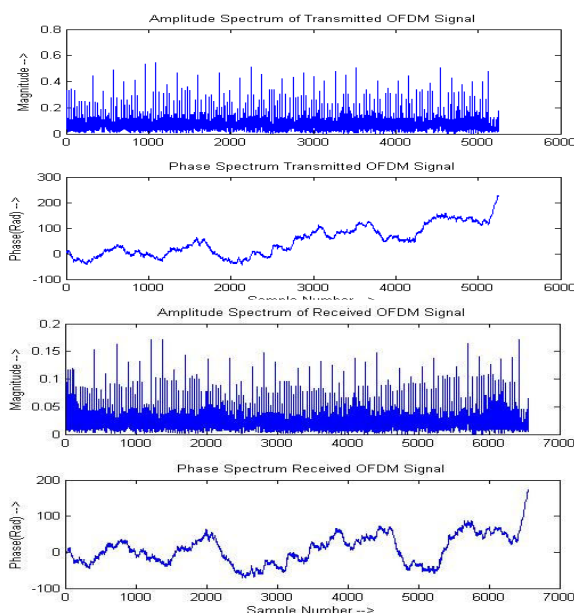 Amplitude Spectrum of Transmitted OFDM Signal
0.8
0.6
0.4
0.2
0
Magnitude -->
0 1000 2000 3000 4000 5000 6000
Phase Spectrum Transmitted OFDM Signal
300
200
100
0
-100
Phase(Rad) -->
0 1000 2000 3000 4000 5000 6000
Sample Number -->
Amplitude Spectrum of Received OFDM Signal
0.2
0.15
0.1
0.05
0
Magnitude -->
0 1000 2000 3000 4000 5000 6000 7000
Phase Spectrum Received OFDM Signal
200
100
0
-100
Phase(Rad) -->
0 1000 2000 3000 4000 5000 6000 7000
Sample Number -->